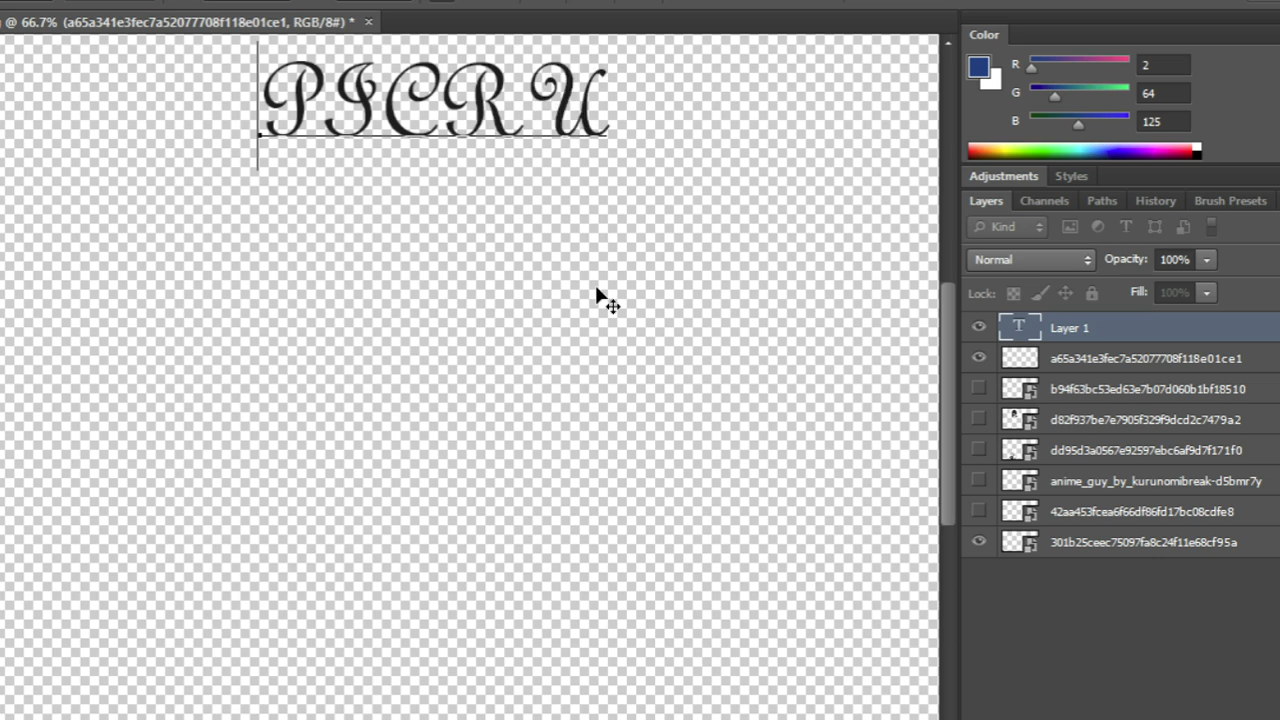 @ 66.7% (a65a341e3fec7a52077708f118e01ce1, RGB/8#) *
PICR U
Color
R 2
G 64
B 125
Adjustments Styles
Layers Channels Paths History Brush Presets
Kind
Normal Opacity: 100%
Lock: Fill: 100%
Layer 1
a65a341e3fec7a52077708f118e01ce1
b94f63bc53ed63e7b07d060b1bf18510
d82f937be7e7905f329f9dcd2c7479a2
dd95d3a0567e92597ebc6af9d7f171f0
anime_guy_by_kurunomibreak-d5bmr7y
42aa453fcea6f66df86fd17bc08cdfe8
301b25ceec75097fa8c24f11e68cf95a